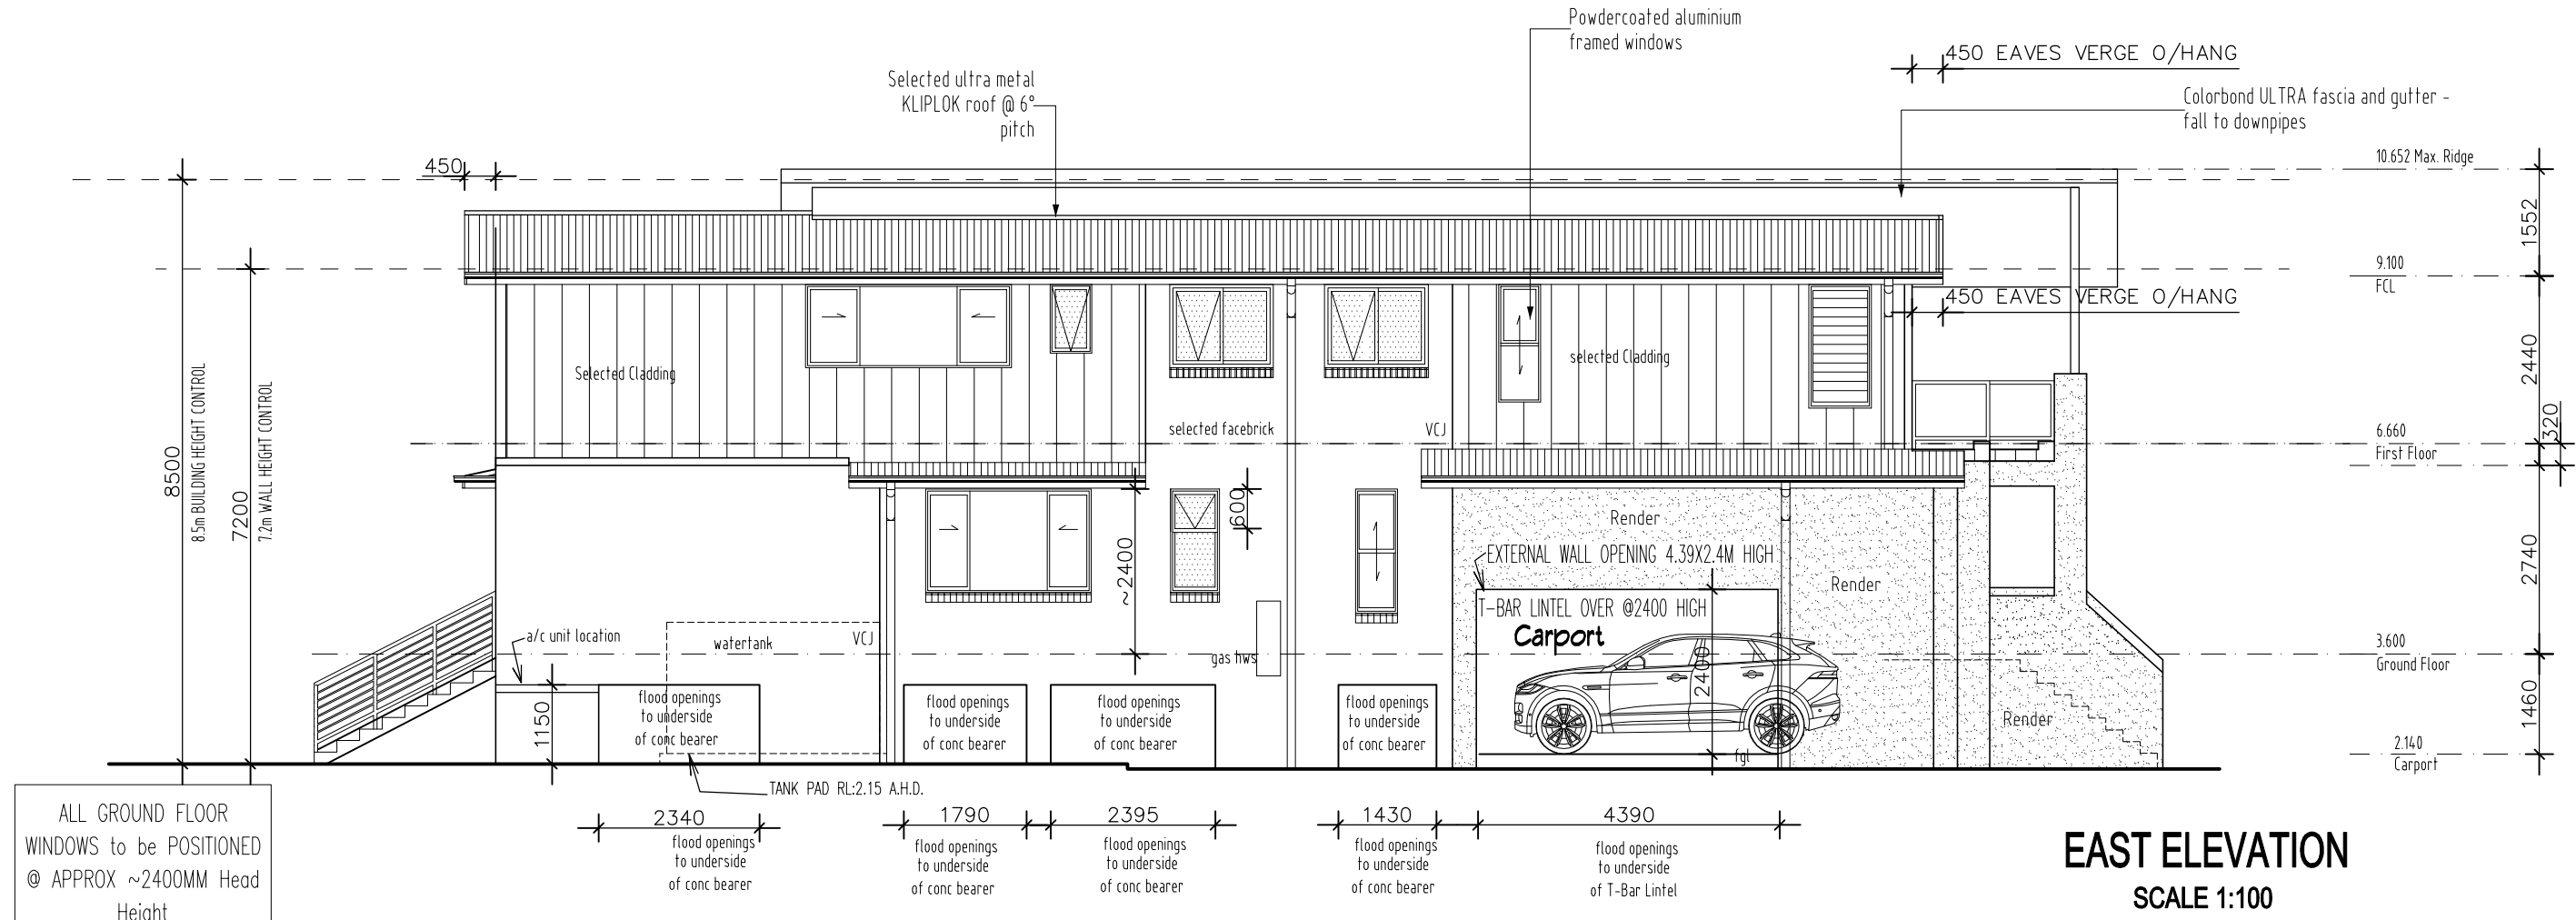 Powdercoated aluminium
framed windows
450 EAVES VERGE O/HANG
Selected ultra metal
KLIPLOK roof @ 6°
pitch
Colorbond ULTRA fascia and gutter -
fall to downpipes
450
10.652 Max. Ridge
1552
9.100
FCL
450 EAVES VERGE O/HANG
2440
Selected Cladding
selected Cladding
selected facebrick
VCJ
6.660
First Floor
320
8500
8.5m BUILDING HEIGHT CONTROL
7200
7.2m WALL HEIGHT CONTROL
~2400
600
Render
EXTERNAL WALL OPENING 4.39X2.4M HIGH
Render
2740
T-BAR LINTEL OVER @2400 HIGH
Carport
a/c unit location
watertank
VCJ
gas hws
2400
3.600
Ground Floor
1150
flood openings
to underside
of conc bearer
flood openings
to underside
of conc bearer
flood openings
to underside
of conc bearer
flood openings
to underside
of conc bearer
fgl
Render
1460
2.140
Carport
TANK PAD RL:2.15 A.H.D.
ALL GROUND FLOOR
WINDOWS to be POSITIONED
@ APPROX ~2400MM Head
Height
2340
flood openings
to underside
of conc bearer
1790
flood openings
to underside
of conc bearer
2395
flood openings
to underside
of conc bearer
1430
flood openings
to underside
of conc bearer
4390
flood openings
to underside
of T-Bar Lintel
EAST ELEVATION
SCALE 1:100